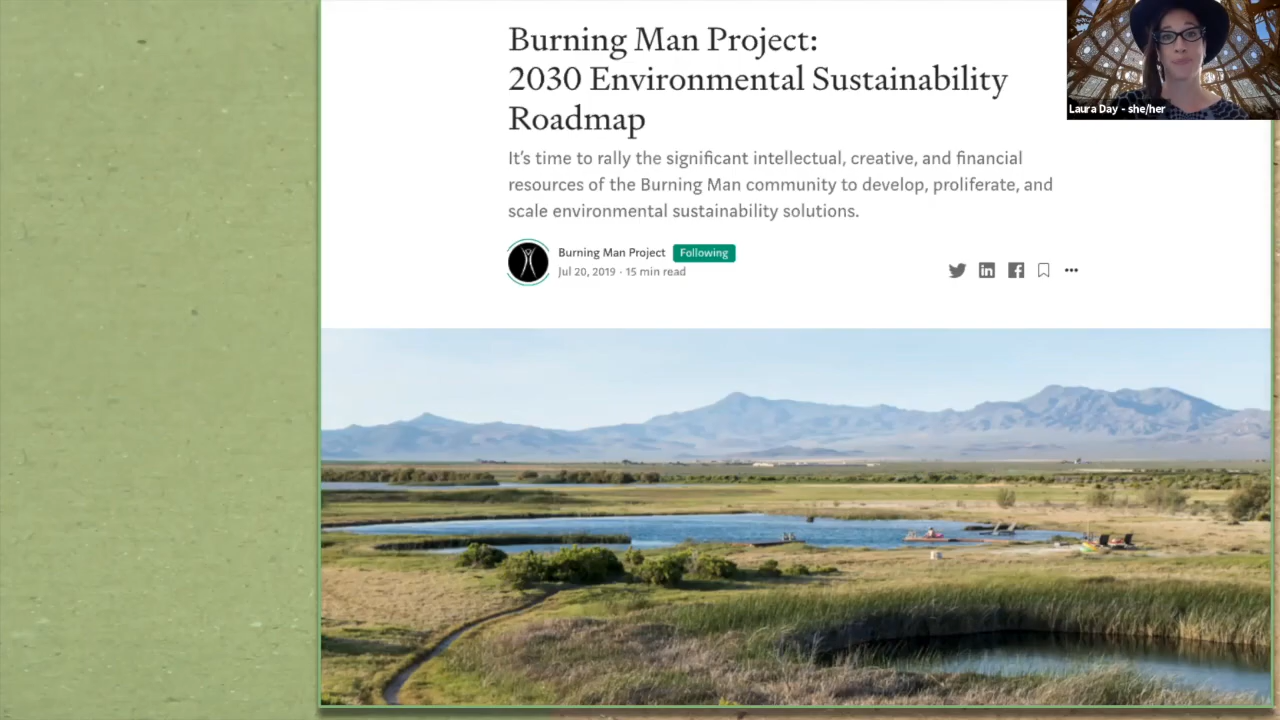 Burning Man Project:
2030 Environmental Sustainability
Roadmap
It's time to rally the significant intellectual, creative, and financial
resources of the Burning Man community to develop, proliferate, and
scale environmental sustainability solutions.
Burning Man Project Following
Jul 20, 2019 · 15 min read
Laura Day - she/her